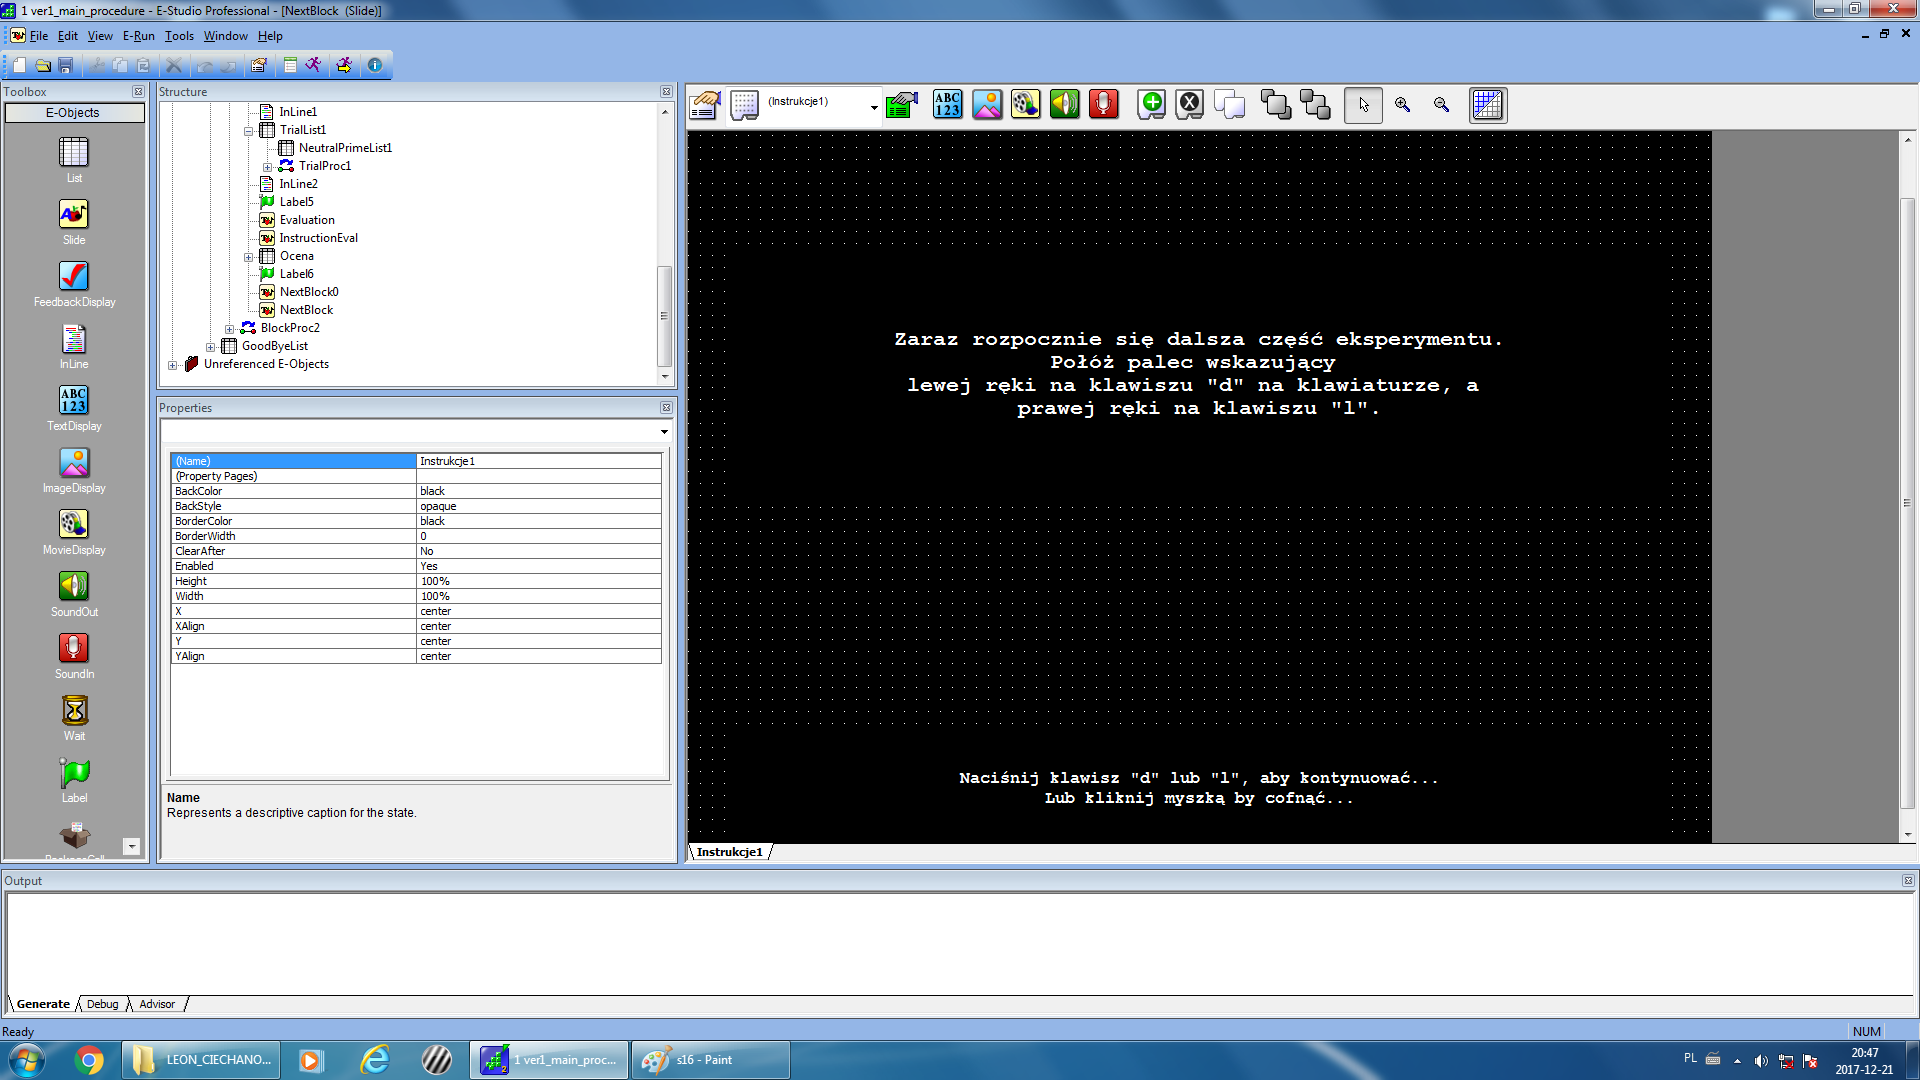 1 ver1_main_procedure - E-Studio Professional - [NextBlock  (Slide)]
File Edit View E-Run Tools Window Help
Toolbox
E-Objects
List
Slide
FeedbackDisplay
InLine
ABC
123
TextDisplay
ImageDisplay
MovieDisplay
SoundOut
SoundIn
Wait
Label
Structure
InLine1
TrialList1
NeutralPrimeList1
TrialProc1
InLine2
Label5
Evaluation
InstructionEval
Ocena
Label6
NextBlock0
NextBlock
BlockProc2
GoodByeList
Unreferenced E-Objects
Properties
(Name) Instrukcje1
(Property Pages)
BackColor black
BackStyle opaque
BorderColor black
BorderWidth 0
ClearAfter No
Enabled Yes
Height 100%
Width 100%
X center
XAlign center
Y center
YAlign center
Name
Represents a descriptive caption for the state.
(Instrukcje1)
ABC
123
Zaraz rozpocznie się dalsza część eksperymentu.
Połóż palec wskazujący
lewej ręki na klawiszu "d" na klawiaturze, a
prawej ręki na klawiszu "l".
Naciśnij klawisz "d" lub "l", aby kontynuować...
Lub kliknij myszką by cofnąć...
Instrukcje1
Output
Generate Debug Advisor
Ready
NUM
LEON_CIECHANO...
1 ver1_main_proc...
s16 - Paint
PL
20:47
2017-12-21